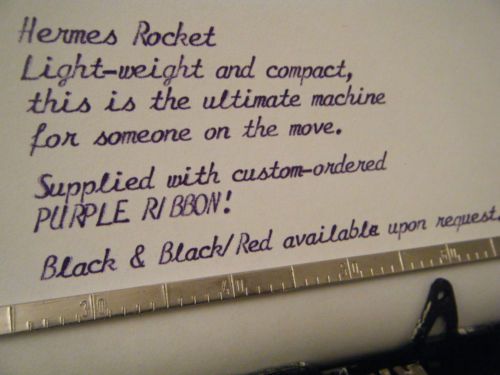 Hermes Rocket
Light-weight and compact,
this is the ultimate machine
for someone on the move.
Supplied with custom-ordered
PURPLE RIBBON!
Black & Black/Red available upon request.
30